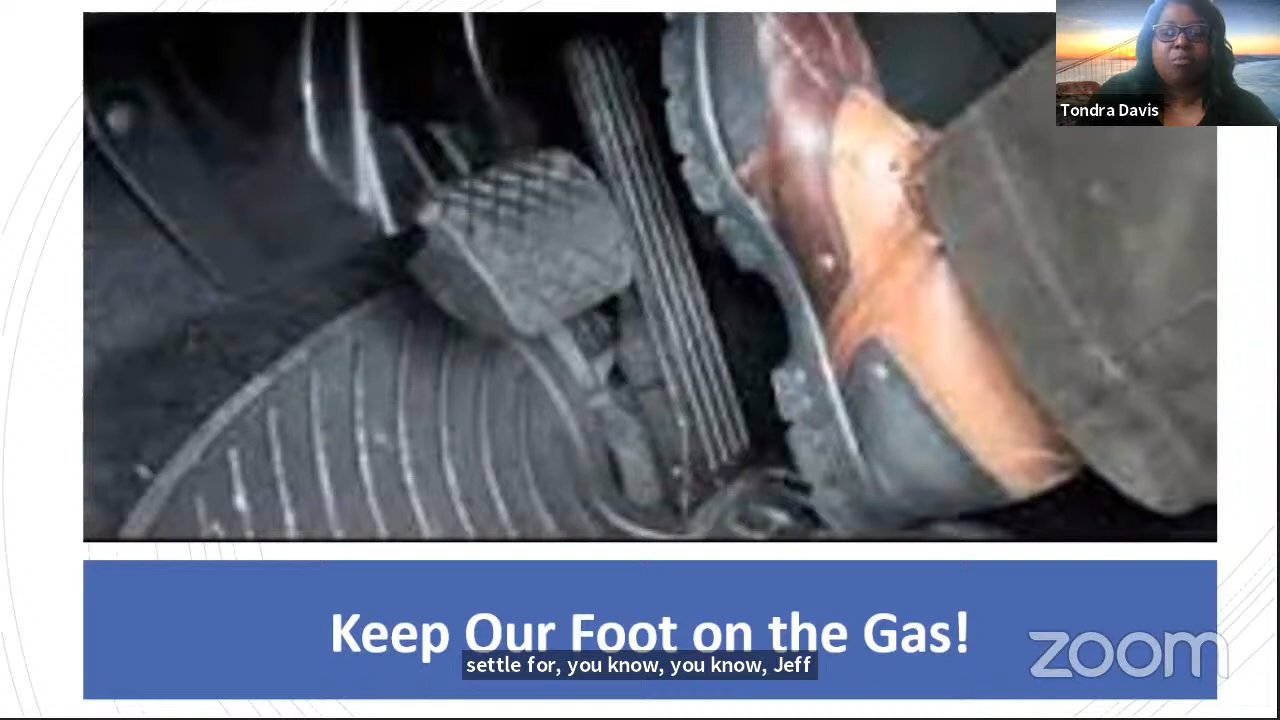 Tondra Davis
Keep Our Foot on the Gas!
settle for, you know, you know, Jeff
zoom